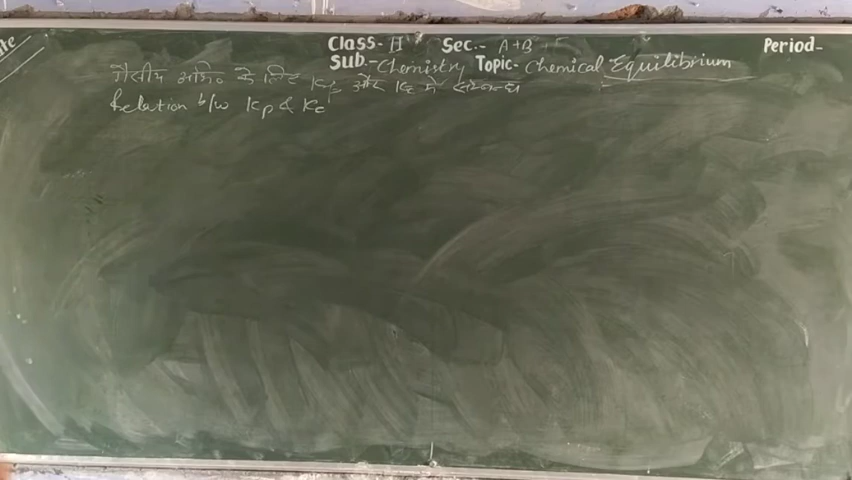 Class- 11 Sec.- A+B Period-
Sub.- Chemistry Topic- Chemical Equilibrium
गैसीय अभि० के लिए Kp और Kc में सम्बन्ध
Relation b/w Kp & Kc